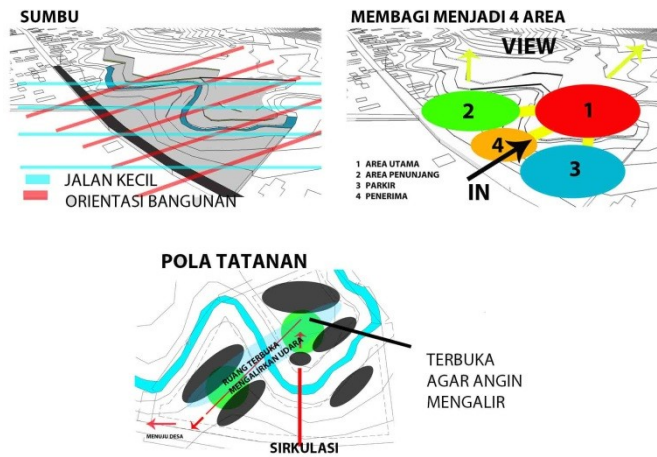 SUMBU
JALAN KECIL
ORIENTASI BANGUNAN
MEMBAGI MENJADI 4 AREA
VIEW
2
1
4
3
1 AREA UTAMA
2 AREA PENUNJANG
3 PARKIR
4 PENERIMA
IN
POLA TATANAN
RUANG TERBUKA
MENGALIRKAN UDARA
MENUJU DESA
SIRKULASI
TERBUKA
AGAR ANGIN
MENGALIR